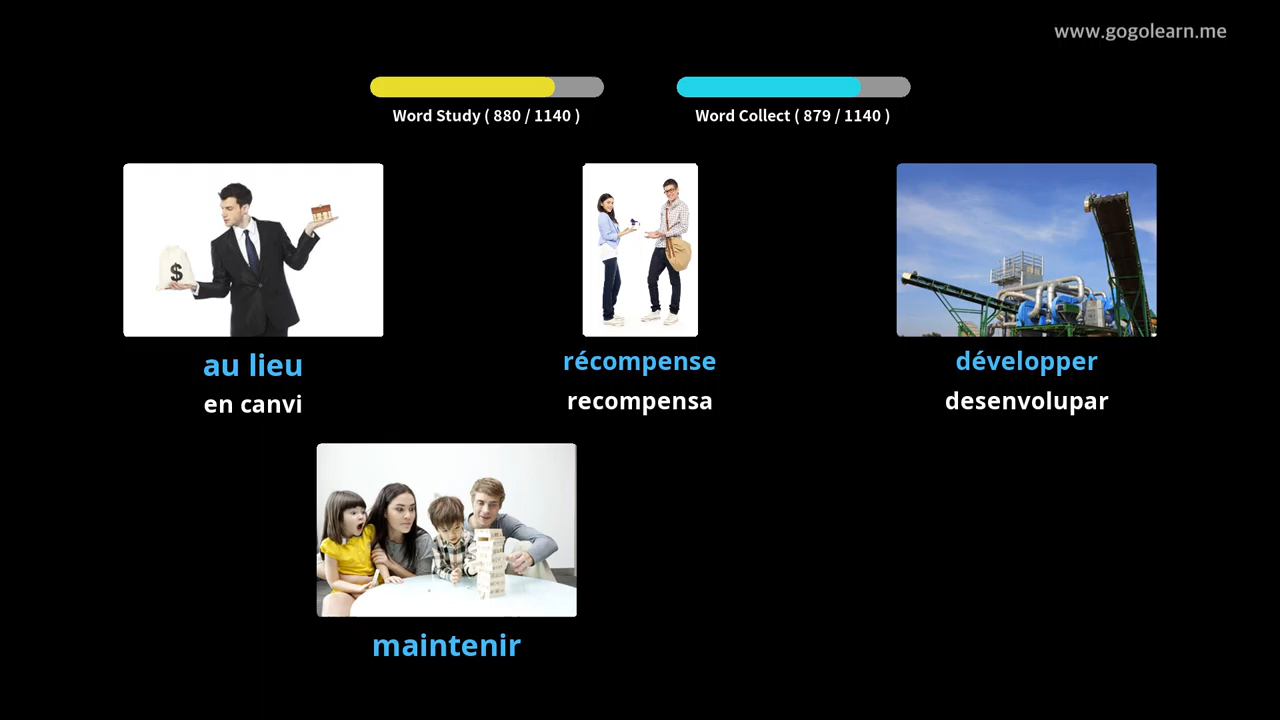 www.gogolearn.me
Word Study ( 880 / 1140 )
Word Collect ( 879 / 1140 )
$
au lieu
en canvi
récompense
recompensa
développer
desenvolupar
maintenir